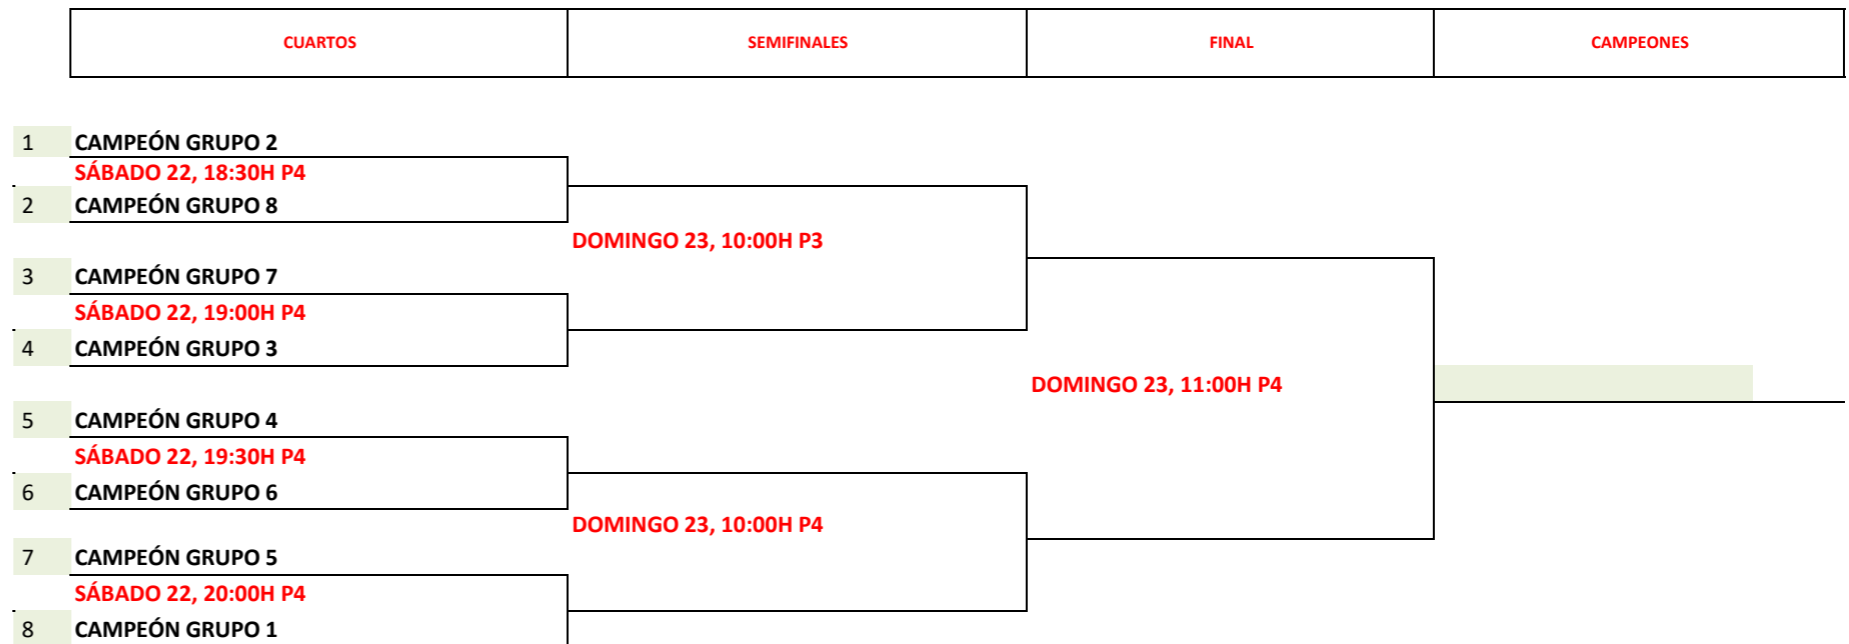 CUARTOS SEMIFINALES FINAL CAMPEONES
1 CAMPEÓN GRUPO 2
SÁBADO 22, 18:30H P4
2 CAMPEÓN GRUPO 8
DOMINGO 23, 10:00H P3
3 CAMPEÓN GRUPO 7
SÁBADO 22, 19:00H P4
4 CAMPEÓN GRUPO 3
DOMINGO 23, 11:00H P4
5 CAMPEÓN GRUPO 4
SÁBADO 22, 19:30H P4
6 CAMPEÓN GRUPO 6
DOMINGO 23, 10:00H P4
7 CAMPEÓN GRUPO 5
SÁBADO 22, 20:00H P4
8 CAMPEÓN GRUPO 1